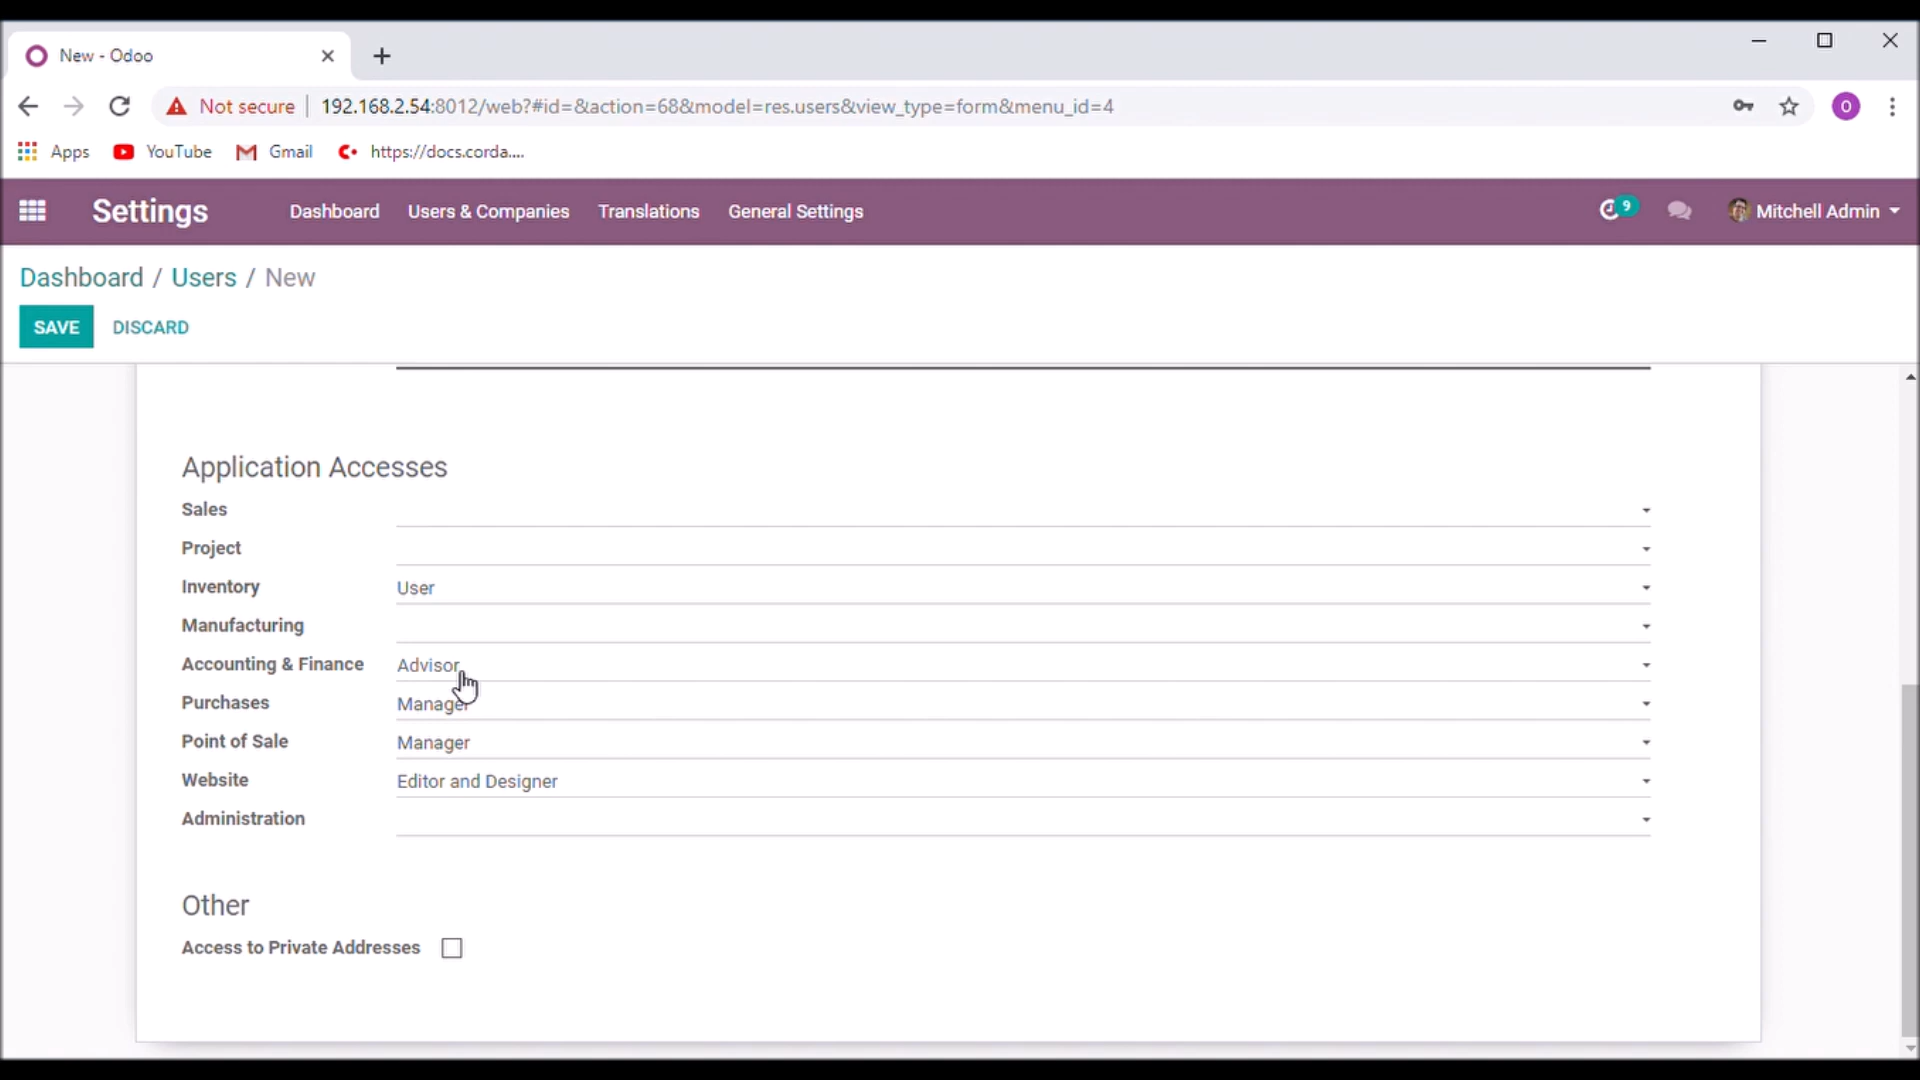 New - Odoo
Not secure 192.168.2.54:8012/web?#id=&action=68&model=res.users&view_type=form&menu_id=4 O
Apps YouTube Gmail https://docs.corda....
Settings Dashboard Users & Companies Translations General Settings 9 Mitchell Admin
Dashboard / Users / New
SAVE DISCARD
Application Accesses
Sales
Project
Inventory User
Manufacturing
Accounting & Finance Advisor
Purchases Manager
Point of Sale Manager
Website Editor and Designer
Administration
Other
Access to Private Addresses